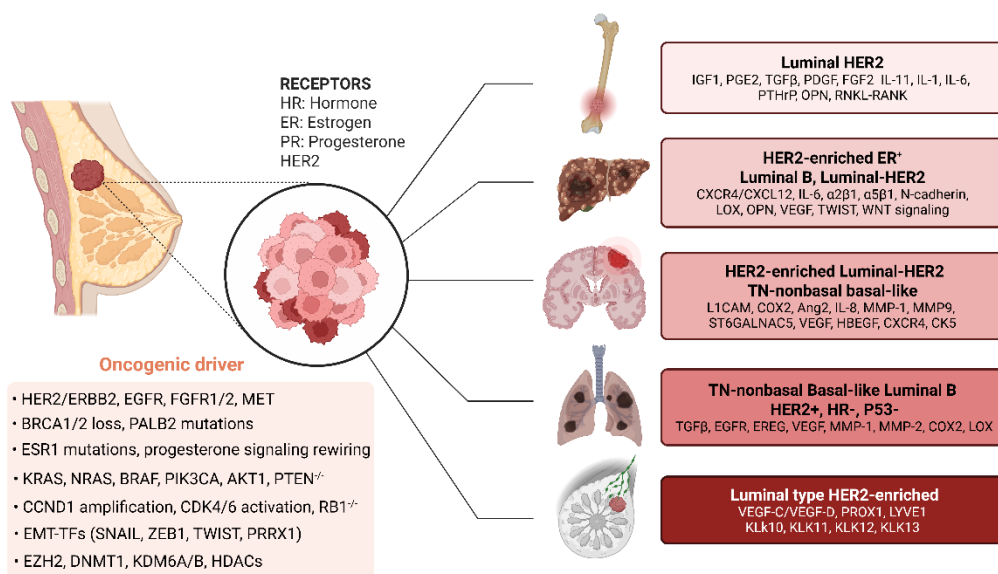 RECEPTORS
HR: Hormone
ER: Estrogen
PR: Progesterone
HER2
Oncogenic driver
• HER2/ERBB2, EGFR, FGFR1/2, MET
• BRCA1/2 loss, PALB2 mutations
• ESR1 mutations, progesterone signaling rewiring
• KRAS, NRAS, BRAF, PIK3CA, AKT1, PTEN⁻/⁻
• CCND1 amplification, CDK4/6 activation, RB1⁻/⁻
• EMT-TFs (SNAIL, ZEB1, TWIST, PRRX1)
• EZH2, DNMT1, KDM6A/B, HDACs
Luminal HER2
IGF1, PGE2, TGFβ, PDGF, FGF2 IL-11, IL-1, IL-6,
PTHrP, OPN, RNKL-RANK
HER2-enriched ER⁺
Luminal B, Luminal-HER2
CXCR4/CXCL12, IL-6, α2β1, α5β1, N-cadherin,
LOX, OPN, VEGF, TWIST, WNT signaling
HER2-enriched Luminal-HER2
TN-nonbasal basal-like
L1CAM, COX2, Ang2, IL-8, MMP-1, MMP9,
ST6GALNAC5, VEGF, HBEGF, CXCR4, CK5
TN-nonbasal Basal-like Luminal B
HER2+, HR-, P53-
TGFβ, EGFR, EREG, VEGF, MMP-1, MMP-2, COX2, LOX
Luminal type HER2-enriched
VEGF-C/VEGF-D, PROX1, LYVE1
KLk10, KLK11, KLK12, KLK13